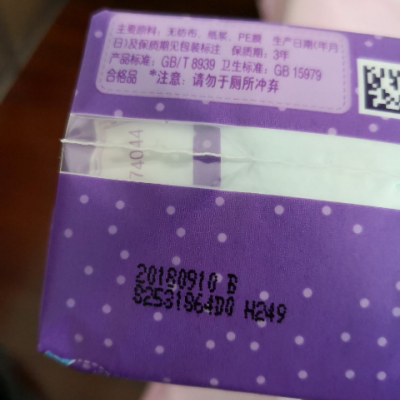 主要原料：无纺布、纸浆、PE膜 生产日期(年月
日)及保质期见包装标注 保质期：3年
产品标准：GB/T 8939 卫生标准：GB 15979
合格品 *注意：请勿于厕所冲弃
74044
20180910 B
82531864D0 H249